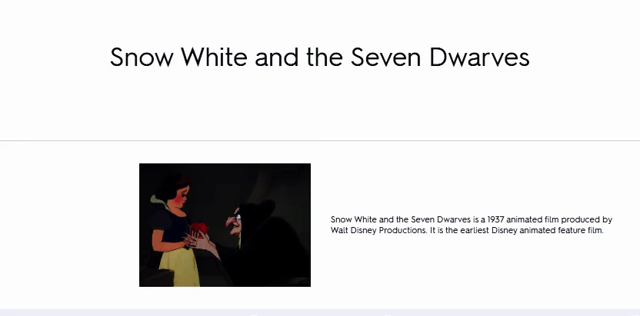 Snow White and the Seven Dwarves
Snow White and the Seven Dwarves is a 1937 animated film produced by
Walt Disney Productions. It is the earliest Disney animated feature film.